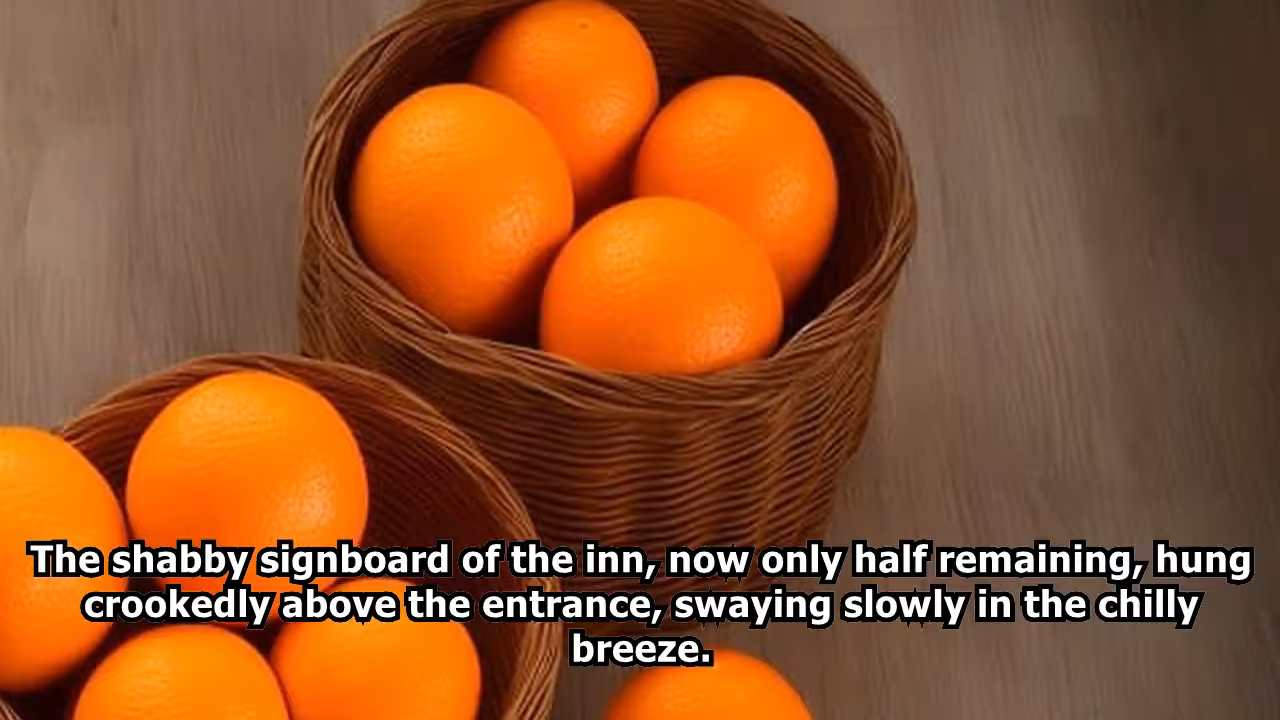 The shabby signboard of the inn, now only half remaining, hung
crookedly above the entrance, swaying slowly in the chilly
breeze.